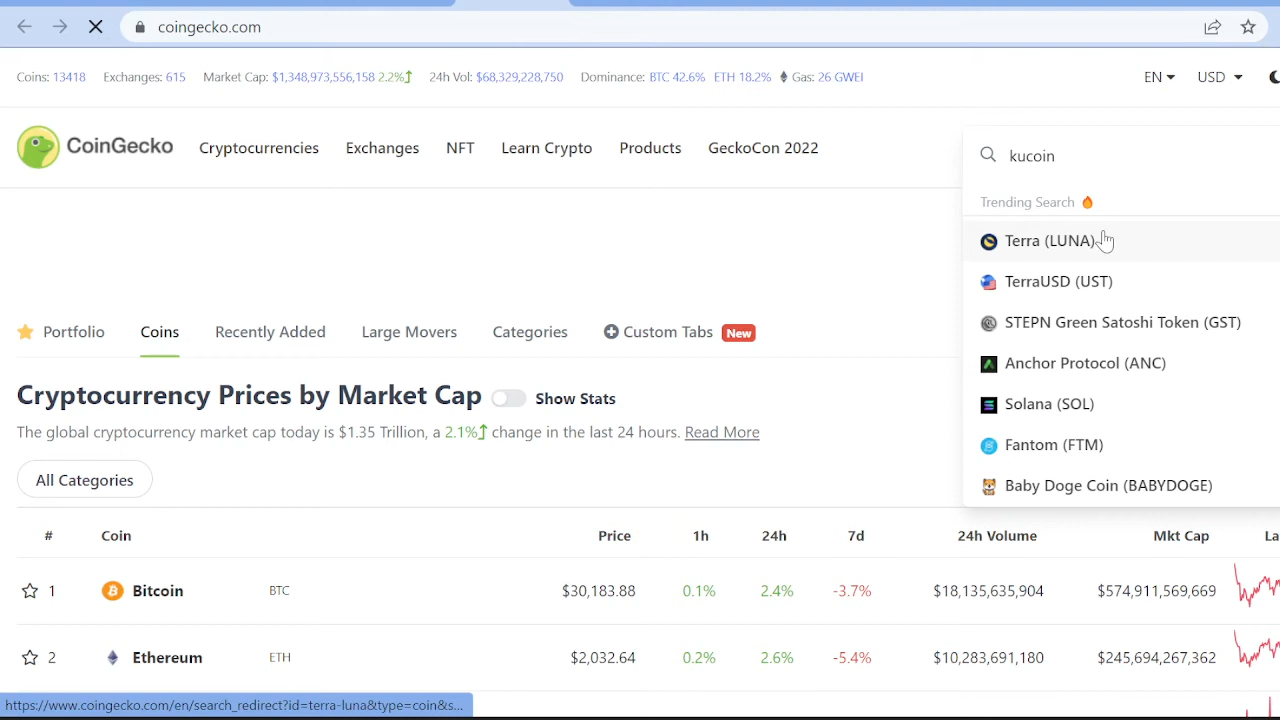 coingecko.com
Coins: 13418 Exchanges: 615 Market Cap: $1,348,973,556,158 2.2% 24h Vol: $68,329,228,750 Dominance: BTC 42.6% ETH 18.2% Gas: 26 GWEI EN USD
CoinGecko Cryptocurrencies Exchanges NFT Learn Crypto Products GeckoCon 2022
kucoin
Trending Search
Terra (LUNA)
TerraUSD (UST)
STEPN Green Satoshi Token (GST)
Anchor Protocol (ANC)
Solana (SOL)
Fantom (FTM)
Baby Doge Coin (BABYDOGE)
Portfolio Coins Recently Added Large Movers Categories Custom Tabs New
Cryptocurrency Prices by Market Cap Show Stats
The global cryptocurrency market cap today is $1.35 Trillion, a 2.1% change in the last 24 hours. Read More
All Categories
# Coin Price 1h 24h 7d 24h Volume Mkt Cap La
1 Bitcoin BTC $30,183.88 0.1% 2.4% -3.7% $18,135,635,904 $574,911,569,669
2 Ethereum ETH $2,032.64 0.2% 2.6% -5.4% $10,283,691,180 $245,694,267,362
https://www.coingecko.com/en/search_redirect?id=terra-luna&type=coin&s...